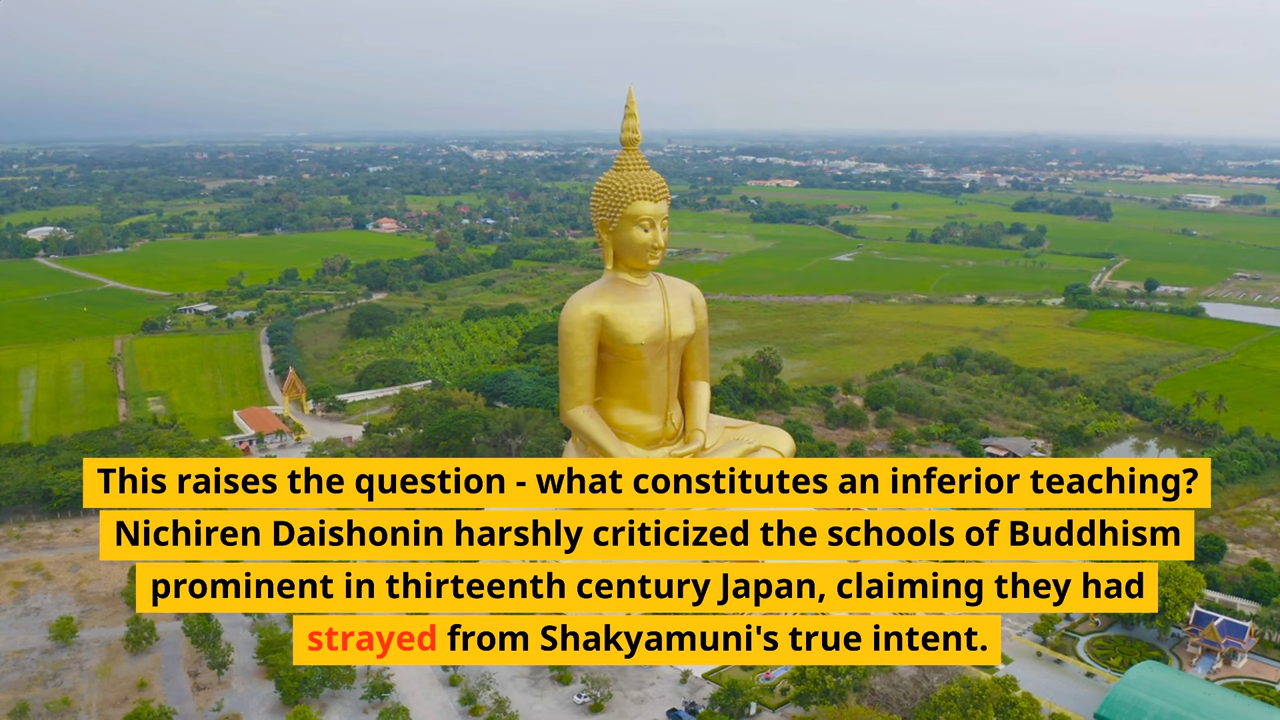 This raises the question - what constitutes an inferior teaching?
Nichiren Daishonin harshly criticized the schools of Buddhism
prominent in thirteenth century Japan, claiming they had
strayed from Shakyamuni's true intent.